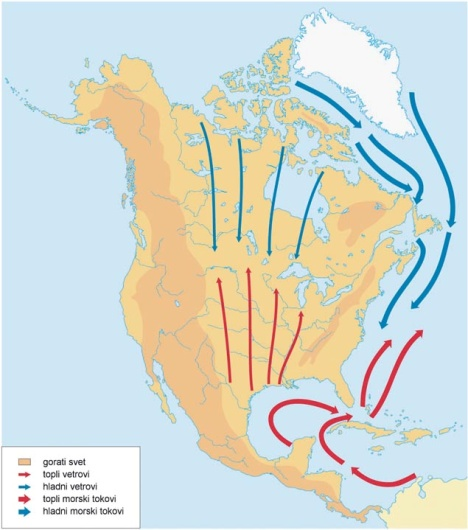 gorati svet
topli vetrovi
hladni vetrovi
topli morski tokovi
hladni morski tokovi